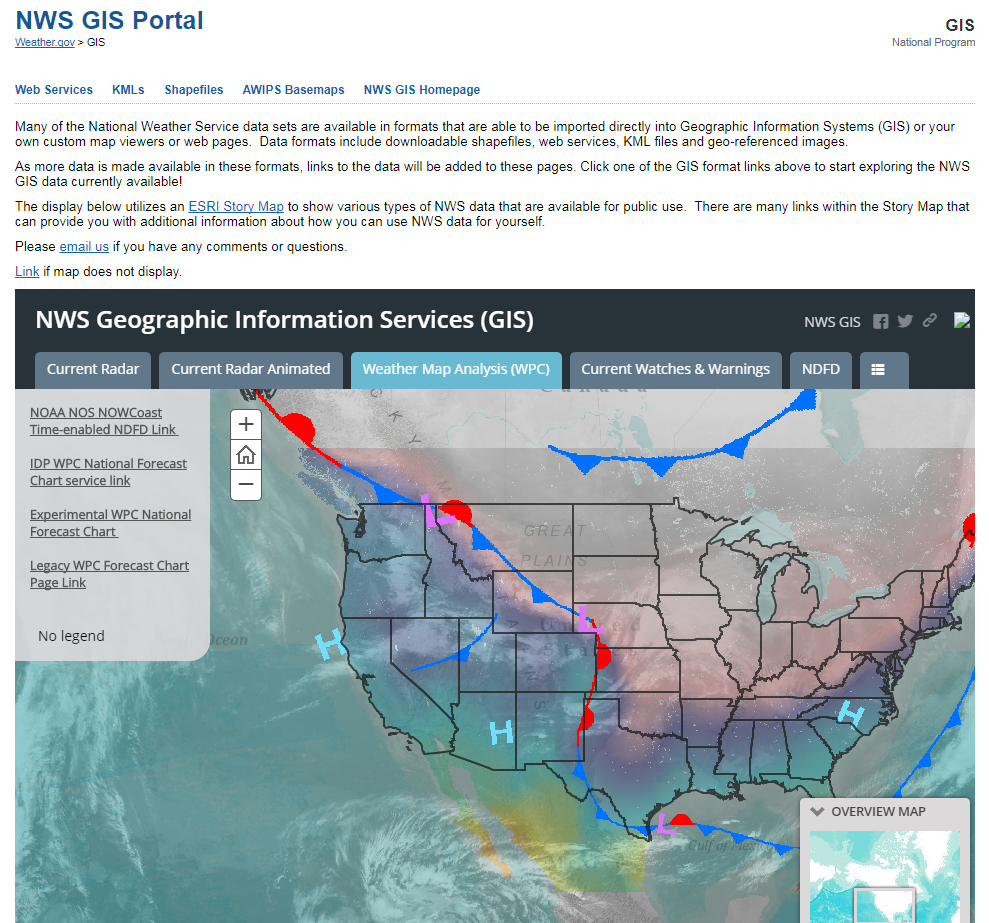 NWS GIS Portal
Weather.gov > GIS
GIS
National Program
Web Services KMLs Shapefiles AWIPS Basemaps NWS GIS Homepage
Many of the National Weather Service data sets are available in formats that are able to be imported directly into Geographic Information Systems (GIS) or your
own custom map viewers or web pages.  Data formats include downloadable shapefiles, web services, KML files and geo-referenced images.
As more data is made available in these formats, links to the data will be added to these pages. Click one of the GIS format links above to start exploring the NWS
GIS data currently available!
The display below utilizes an ESRI Story Map to show various types of NWS data that are available for public use.  There are many links within the Story Map that
can provide you with additional information about how you can use NWS data for yourself.
Please email us if you have any comments or questions.
Link if map does not display.
NWS Geographic Information Services (GIS)
NWS GIS
Current Radar Current Radar Animated Weather Map Analysis (WPC) Current Watches & Warnings NDFD
NOAA NOS NOWCoast
Time-enabled NDFD Link
IDP WPC National Forecast
Chart service link
Experimental WPC National
Forecast Chart
Legacy WPC Forecast Chart
Page Link
No legend
+
−
Canada
L
GREAT
PLAINS
L
United
States
Ocean
H
H
H
L
Gulf of Mexico
OVERVIEW MAP